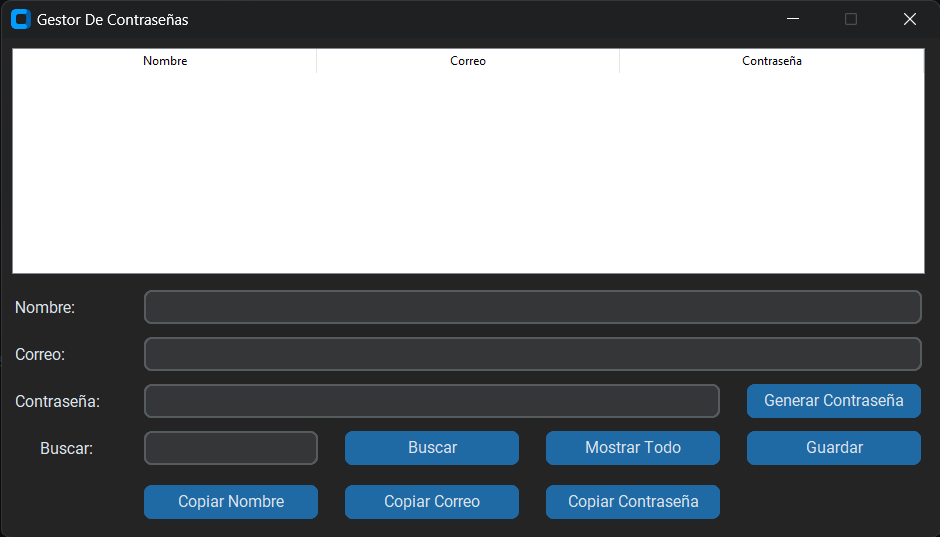 Gestor De Contraseñas
Nombre Correo Contraseña
Nombre:
Correo:
Contraseña: Generar Contraseña
Buscar: Buscar Mostrar Todo Guardar
Copiar Nombre Copiar Correo Copiar Contraseña